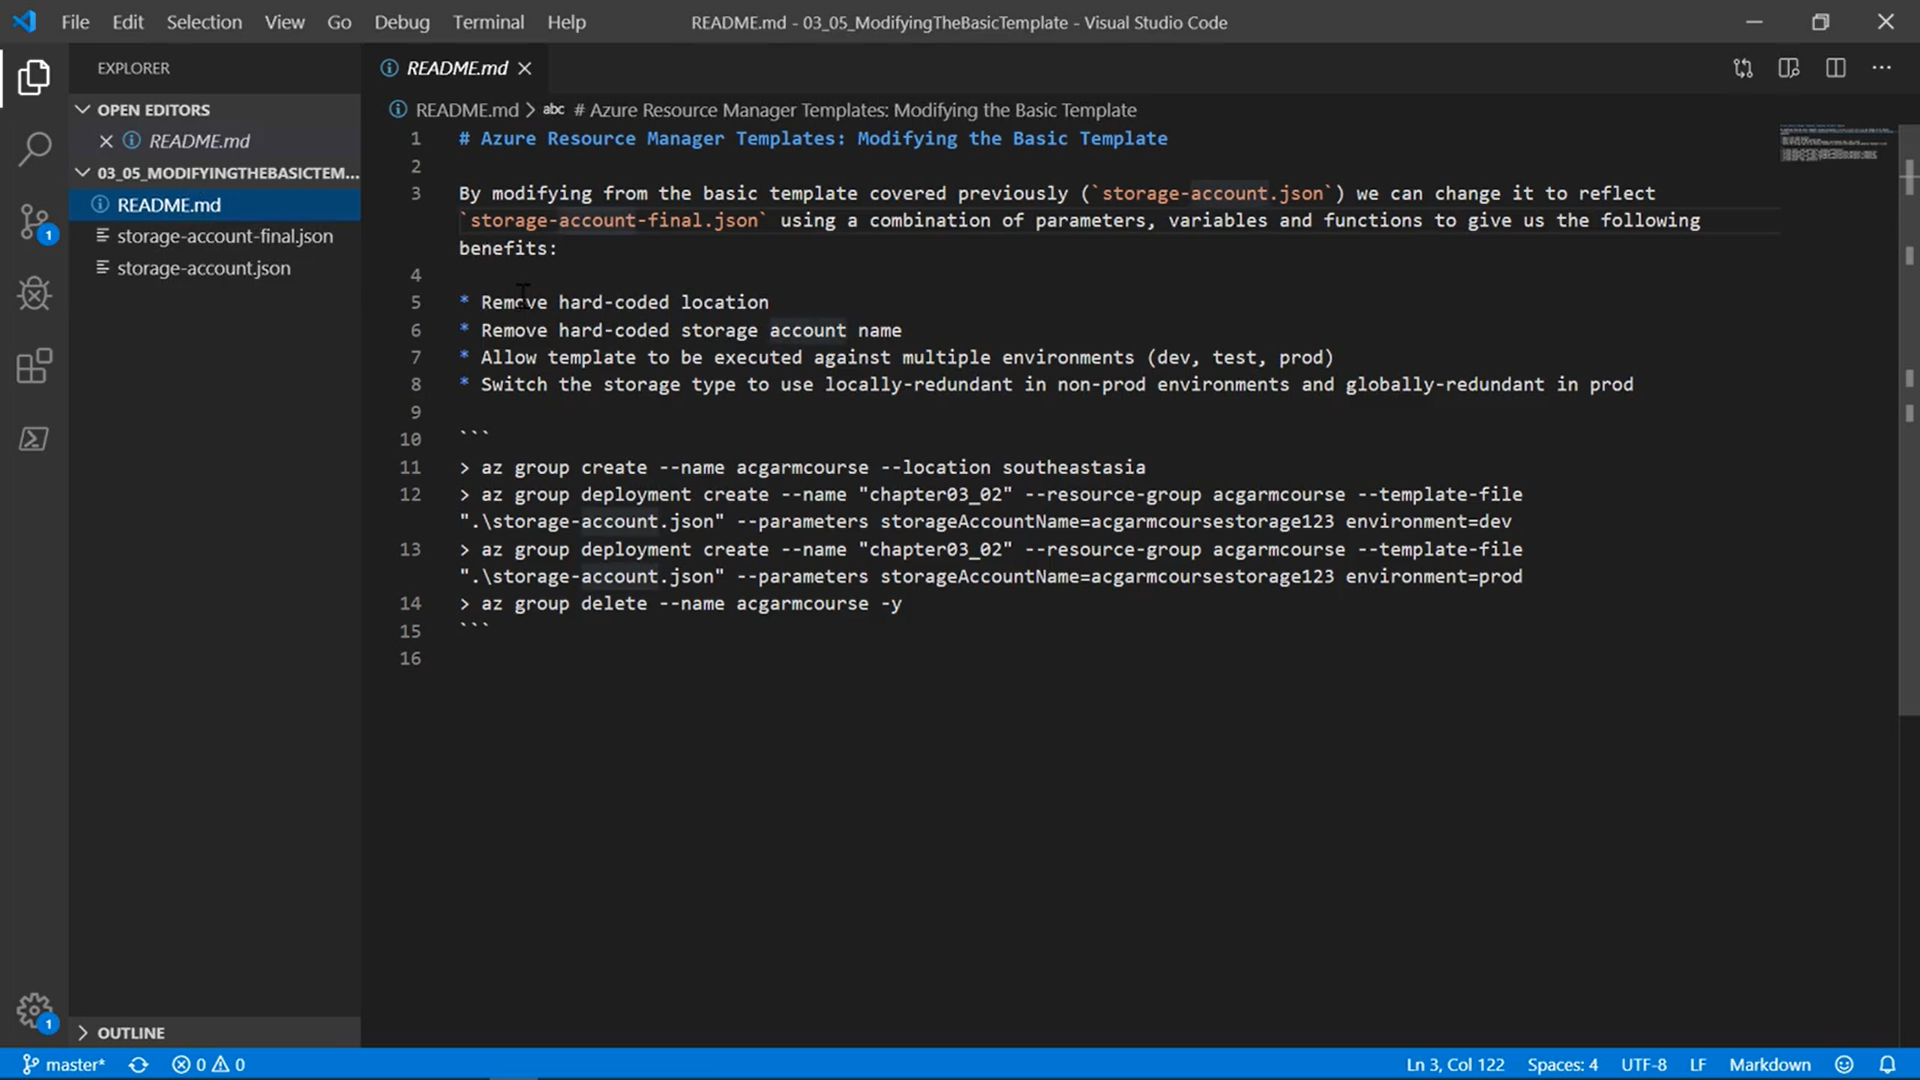 File Edit Selection View Go Debug Terminal Help
README.md - 03_05_ModifyingTheBasicTemplate - Visual Studio Code
EXPLORER
OPEN EDITORS
README.md
03_05_MODIFYINGTHEBASICTEM...
README.md
storage-account-final.json
storage-account.json
OUTLINE
1
1
README.md
README.md > abc # Azure Resource Manager Templates: Modifying the Basic Template
1 # Azure Resource Manager Templates: Modifying the Basic Template
2
3 By modifying from the basic template covered previously (`storage-account.json`) we can change it to reflect
`storage-account-final.json` using a combination of parameters, variables and functions to give us the following
benefits:
4
5 * Remove hard-coded location
6 * Remove hard-coded storage account name
7 * Allow template to be executed against multiple environments (dev, test, prod)
8 * Switch the storage type to use locally-redundant in non-prod environments and globally-redundant in prod
9
10 ```
11 > az group create --name acgarmcourse --location southeastasia
12 > az group deployment create --name "chapter03_02" --resource-group acgarmcourse --template-file
".\storage-account.json" --parameters storageAccountName=acgarmcoursestorage123 environment=dev
13 > az group deployment create --name "chapter03_02" --resource-group acgarmcourse --template-file
".\storage-account.json" --parameters storageAccountName=acgarmcoursestorage123 environment=prod
14 > az group delete --name acgarmcourse -y
15 ```
16
master* 0 0 Ln 3, Col 122 Spaces: 4 UTF-8 LF Markdown